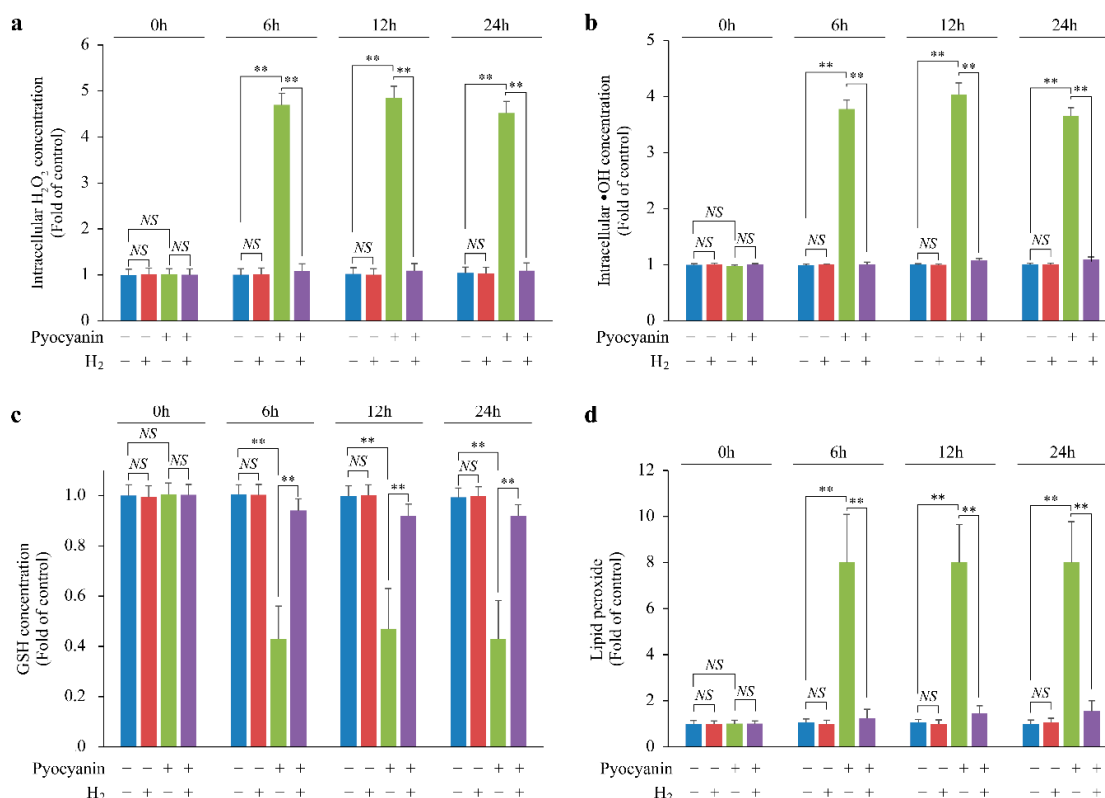 a
0h 6h 12h 24h
Intracellular H₂O₂ concentration
(Fold of control)
6
5
4
3
2
1
0
** ** ** ** ** **
NS
NS NS NS NS NS
Pyocyanin − − + + − − + + − − + + − − + +
H₂ − + − + − + − + − + − + − + − +
b
0h 6h 12h 24h
Intracellular •OH concentration
(Fold of control)
5
4
3
2
1
0
** ** ** ** ** **
NS
NS NS NS NS NS
Pyocyanin − − + + − − + + − − + + − − + +
H₂ − + − + − + − + − + − + − + − +
c
0h 6h 12h 24h
GSH concentration
(Fold of control)
1.0
0.8
0.6
0.4
0.2
0
NS ** ** **
NS NS NS ** NS ** NS **
Pyocyanin − − + + − − + + − − + + − − + +
H₂ − + − + − + − + − + − + − + − +
d
0h 6h 12h 24h
Lipid peroxide
(Fold of control)
12
10
8
6
4
2
0
** ** ** ** ** **
NS
NS NS NS NS NS
Pyocyanin − − + + − − + + − − + + − − + +
H₂ − + − + − + − + − + − + − + − +